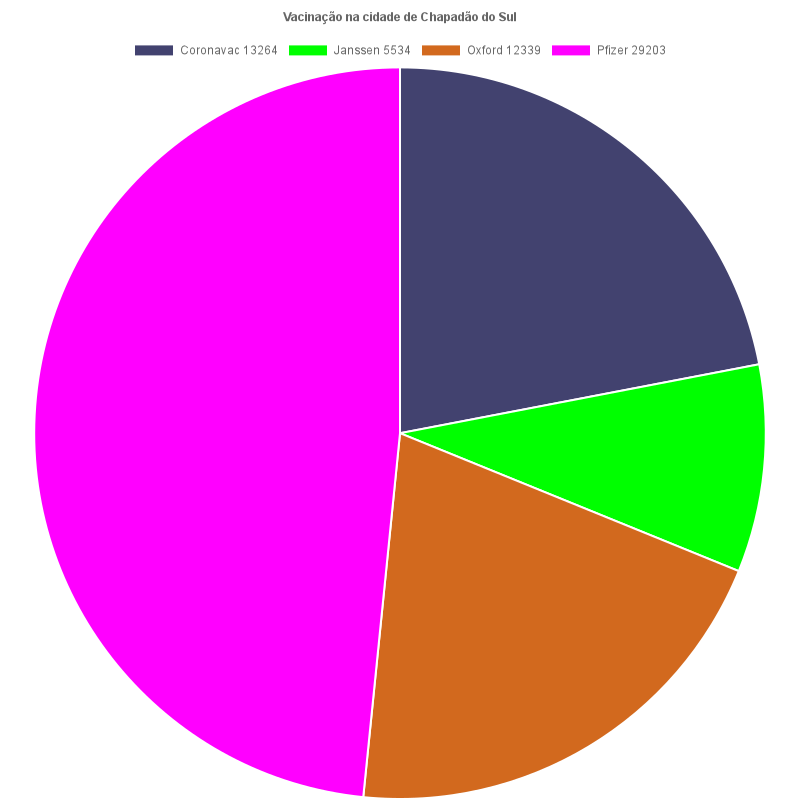 Vacinação na cidade de Chapadão do Sul
Coronavac 13264 Janssen 5534 Oxford 12339 Pfizer 29203